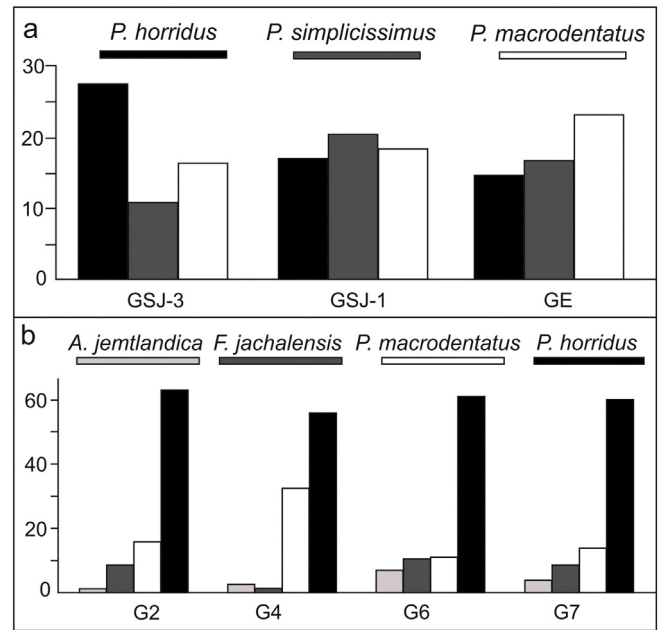 a
P. horridus P. simplicissimus P. macrodentatus
30
20
10
0
GSJ-3 GSJ-1 GE
b
A. jemtlandica F. jachalensis P. macrodentatus P. horridus
60
40
20
0
G2 G4 G6 G7